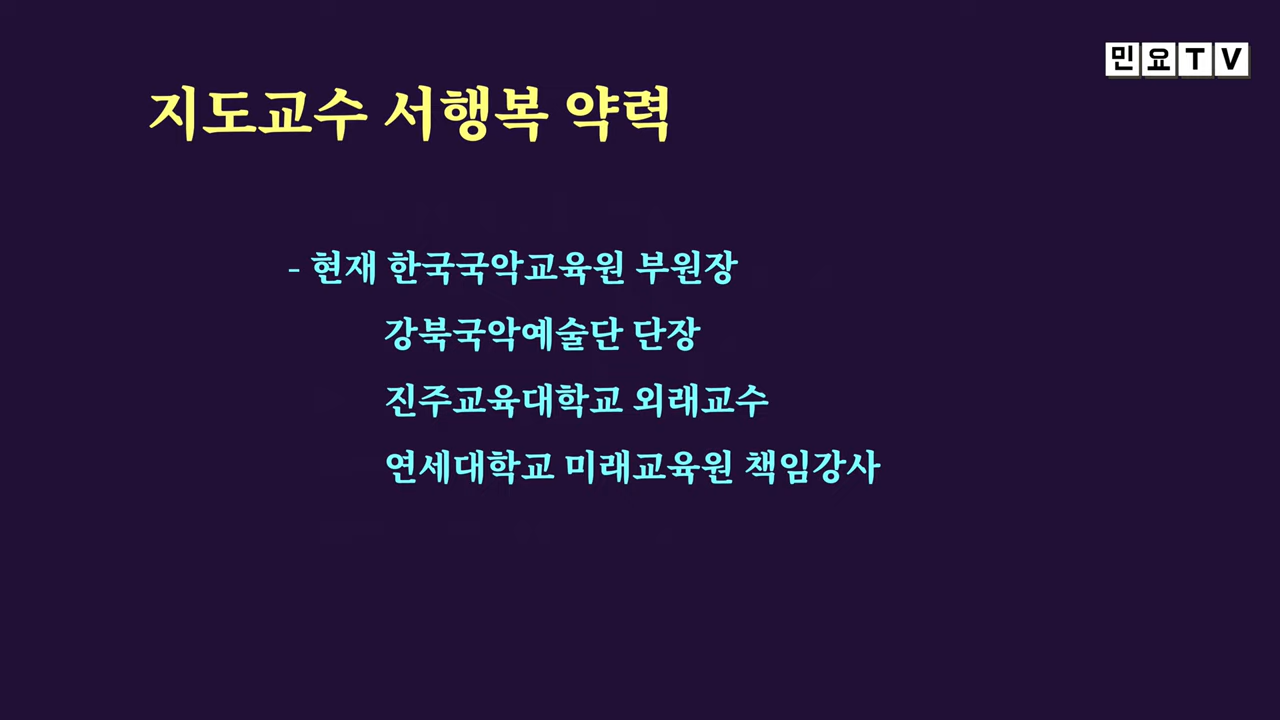 민요TV
지도교수 서행복 약력
- 현재 한국국악교육원 부원장
강북국악예술단 단장
진주교육대학교 외래교수
연세대학교 미래교육원 책임강사